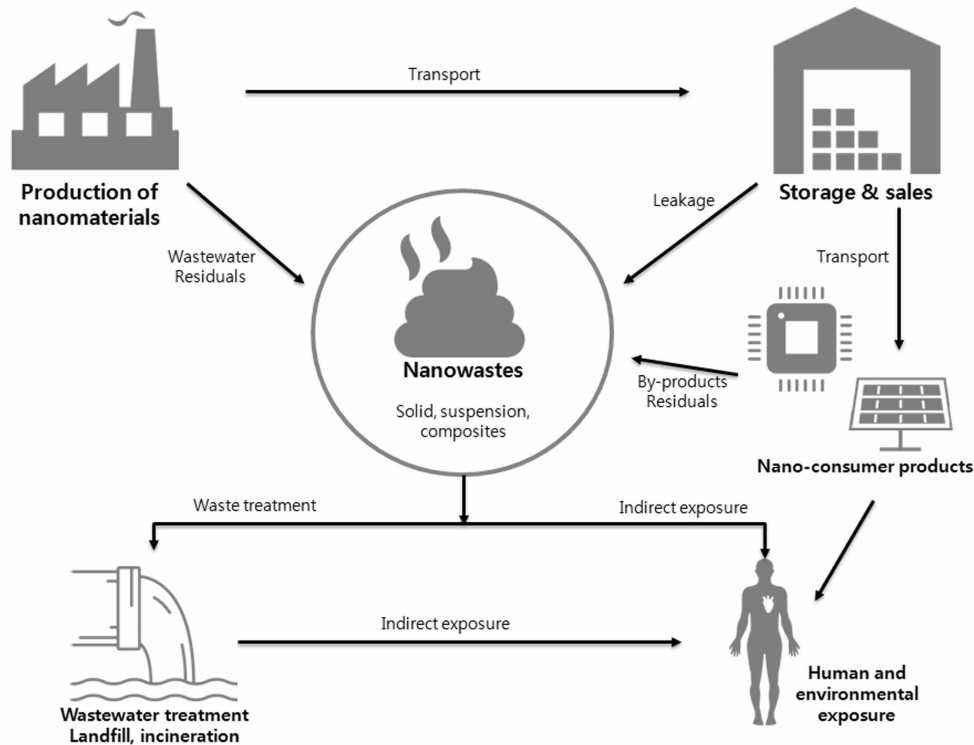 Transport
Production of
nanomaterials
Storage & sales
Leakage
Wastewater
Residuals
Transport
Nanowastes
Solid, suspension,
composites
By-products
Residuals
Nano-consumer products
Waste treatment
Indirect exposure
Indirect exposure
Wastewater treatment
Landfill, incineration
Human and
environmental
exposure